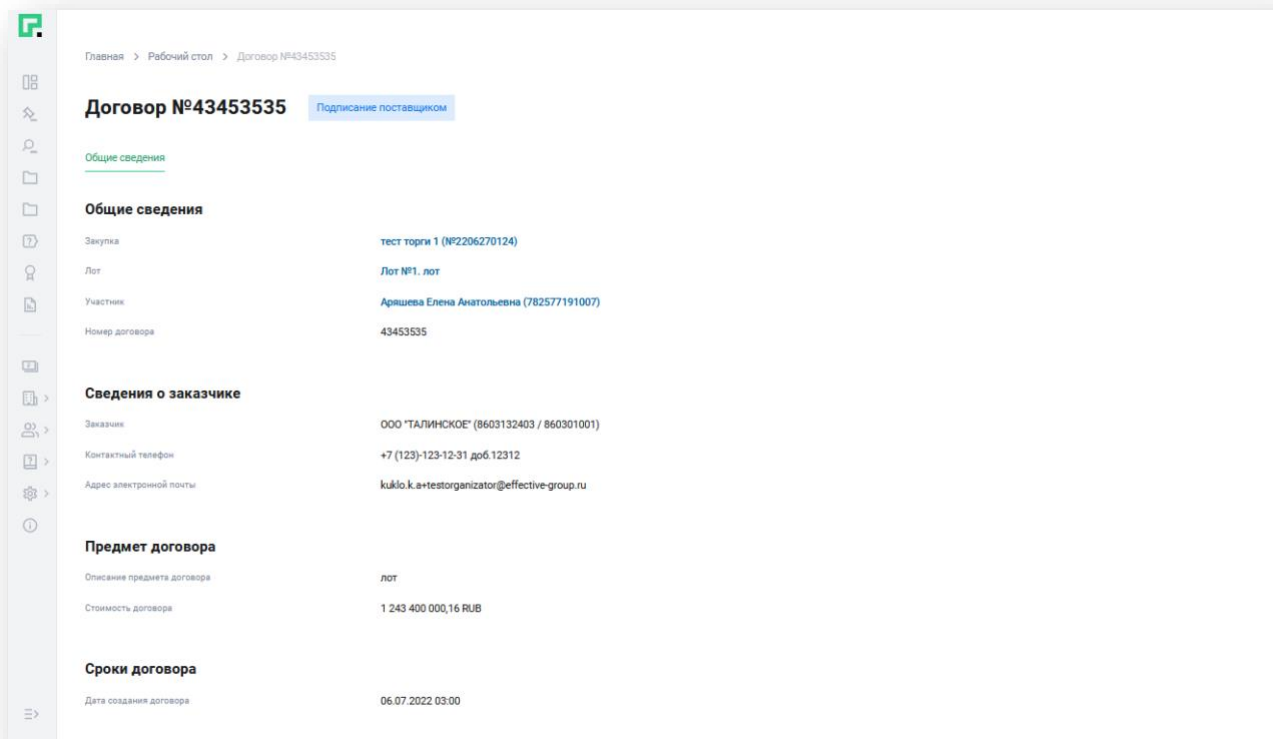 Главная > Рабочий стол > Договор №43453535
Договор №43453535 Подписание поставщиком
Общие сведения
Общие сведения
Закупка тест торги 1 (№2206270124)
Лот Лот №1. лот
Участник Аряшева Елена Анатольевна (782577191007)
Номер договора 43453535
Сведения о заказчике
Заказчик ООО "ТАЛИНСКОЕ" (8603132403 / 860301001)
Контактный телефон +7 (123)-123-12-31 доб.12312
Адрес электронной почты kuklo.k.a+testorganizator@effective-group.ru
Предмет договора
Описание предмета договора лот
Стоимость договора 1 243 400 000,16 RUB
Сроки договора
Дата создания договора 06.07.2022 03:00